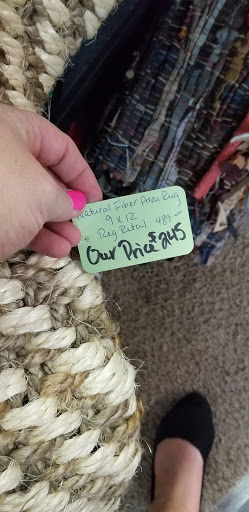 Natural Fiber Area Rug
9 x 12
Reg Retail 489.00
Our Price $245